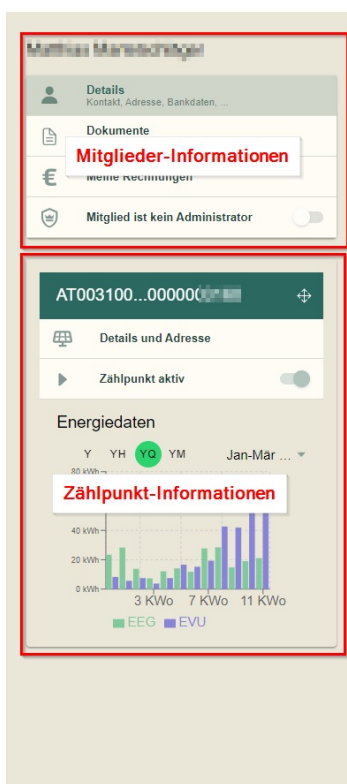 Details
Kontakt, Adresse, Bankdaten, ...
Dokumente
Mitglieder-Informationen
€ Meine Rechnungen
Mitglied ist kein Administrator
AT003100...000000
Details und Adresse
Zählpunkt aktiv
Energiedaten
Y YH YQ YM Jan-Mär ...
80 kWh
Zählpunkt-Informationen
40 kWh
20 kWh
0 kWh
3 KWo 7 KWo 11 KWo
EEG EVU